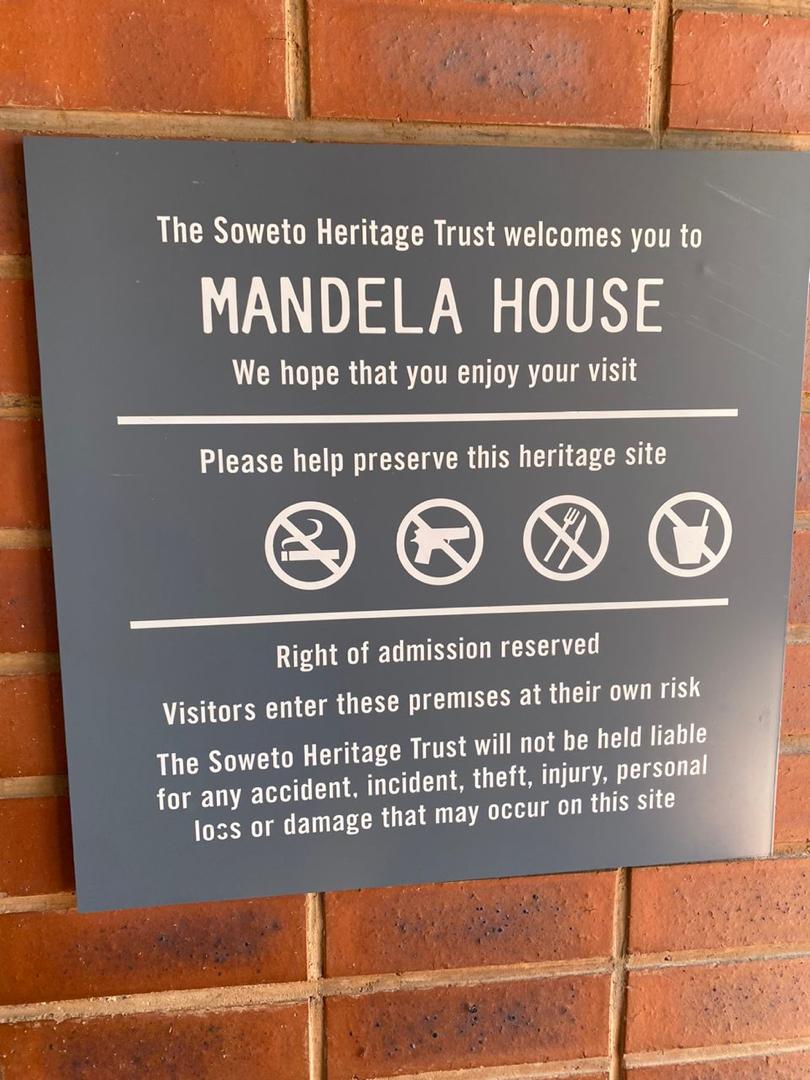 The Soweto Heritage Trust welcomes you to
MANDELA HOUSE
We hope that you enjoy your visit
Please help preserve this heritage site
Right of admission reserved
Visitors enter these premises at their own risk
The Soweto Heritage Trust will not be held liable
for any accident, incident, theft, injury, personal
loss or damage that may occur on this site